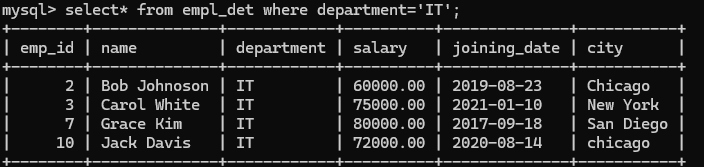 mysql> select* from empl_det where department='IT';
+--------+--------------+------------+----------+--------------+-----------+
| emp_id | name         | department | salary   | joining_date | city      |
+--------+--------------+------------+----------+--------------+-----------+
|      2 | Bob Johnoson | IT         | 60000.00 | 2019-08-23   | Chicago   |
|      3 | Carol White  | IT         | 75000.00 | 2021-01-10   | New York  |
|      7 | Grace Kim    | IT         | 80000.00 | 2017-09-18   | San Diego |
|     10 | Jack Davis   | IT         | 72000.00 | 2020-08-14   | chicago   |
+--------+--------------+------------+----------+--------------+-----------+